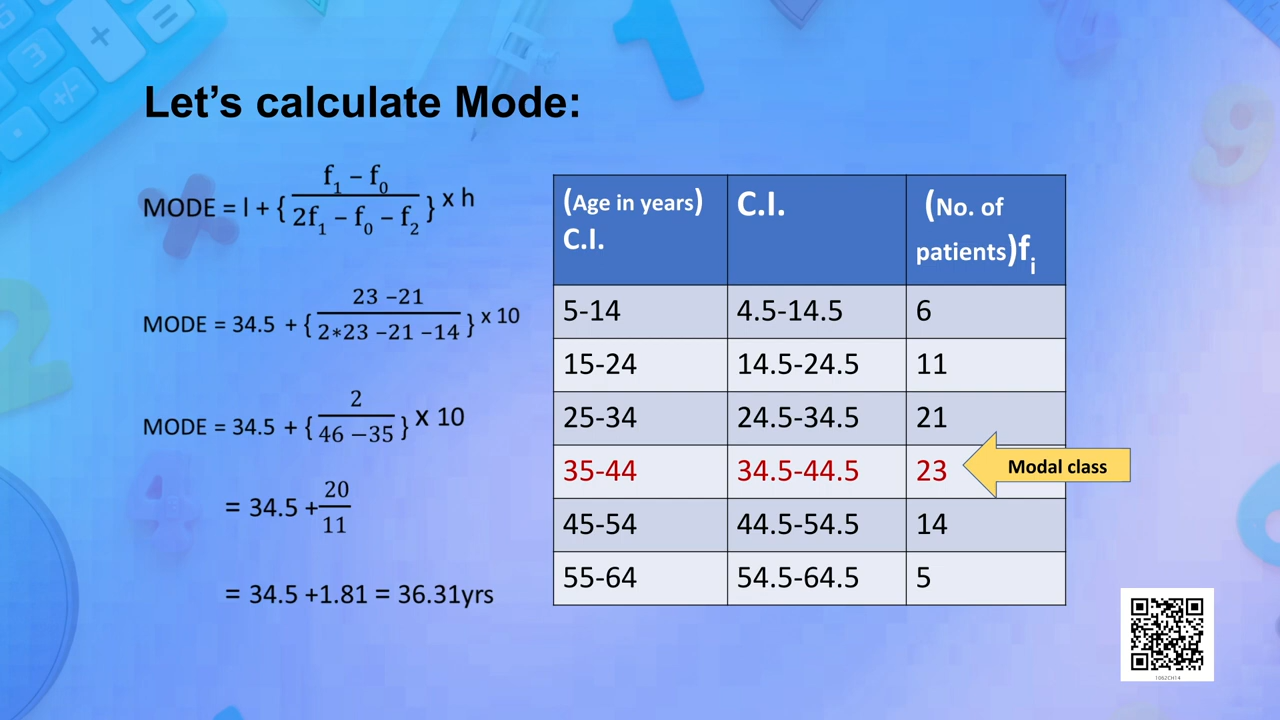 Let’s calculate Mode:
MODE = l + { (f₁ − f₀) / (2f₁ − f₀ − f₂) } x h
MODE = 34.5 + { (23 −21) / (2*23 −21 −14) } x 10
MODE = 34.5 + { 2 / (46 −35) } x 10
= 34.5 + 20/11
= 34.5 +1.81 = 36.31yrs
(Age in years) C.I. | C.I. | (No. of patients)fᵢ
5-14 | 4.5-14.5 | 6
15-24 | 14.5-24.5 | 11
25-34 | 24.5-34.5 | 21
35-44 | 34.5-44.5 | 23
Modal class
45-54 | 44.5-54.5 | 14
55-64 | 54.5-64.5 | 5
1062CH14